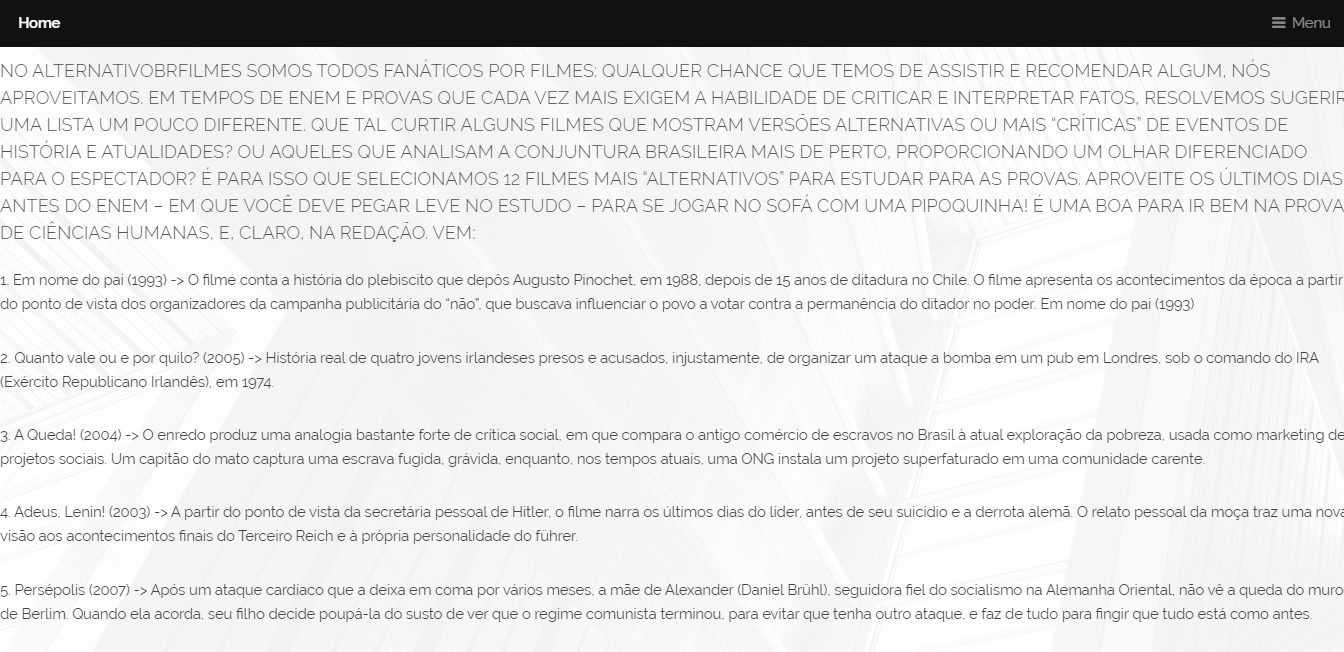 Home
Menu
NO ALTERNATIVOBRFILMES SOMOS TODOS FANÁTICOS POR FILMES: QUALQUER CHANCE QUE TEMOS DE ASSISTIR E RECOMENDAR ALGUM, NÓS
APROVEITAMOS. EM TEMPOS DE ENEM E PROVAS QUE CADA VEZ MAIS EXIGEM A HABILIDADE DE CRITICAR E INTERPRETAR FATOS, RESOLVEMOS SUGERIR
UMA LISTA UM POUCO DIFERENTE. QUE TAL CURTIR ALGUNS FILMES QUE MOSTRAM VERSÕES ALTERNATIVAS OU MAIS “CRÍTICAS” DE EVENTOS DE
HISTÓRIA E ATUALIDADES? OU AQUELES QUE ANALISAM A CONJUNTURA BRASILEIRA MAIS DE PERTO, PROPORCIONANDO UM OLHAR DIFERENCIADO
PARA O ESPECTADOR? É PARA ISSO QUE SELECIONAMOS 12 FILMES MAIS “ALTERNATIVOS” PARA ESTUDAR PARA AS PROVAS. APROVEITE OS ÚLTIMOS DIAS
ANTES DO ENEM – EM QUE VOCÊ DEVE PEGAR LEVE NO ESTUDO – PARA SE JOGAR NO SOFÁ COM UMA PIPOQUINHA! É UMA BOA PARA IR BEM NA PROVA
DE CIÊNCIAS HUMANAS, E, CLARO, NA REDAÇÃO. VEM:
1. Em nome do pai (1993) -> O filme conta a história do plebiscito que depôs Augusto Pinochet, em 1988, depois de 15 anos de ditadura no Chile. O filme apresenta os acontecimentos da época a partir
do ponto de vista dos organizadores da campanha publicitária do “não”, que buscava influenciar o povo a votar contra a permanência do ditador no poder. Em nome do pai (1993)
2. Quanto vale ou e por quilo? (2005) -> História real de quatro jovens irlandeses presos e acusados, injustamente, de organizar um ataque a bomba em um pub em Londres, sob o comando do IRA
(Exército Republicano Irlandês), em 1974.
3. A Queda! (2004) -> O enredo produz uma analogia bastante forte de crítica social, em que compara o antigo comércio de escravos no Brasil à atual exploração da pobreza, usada como marketing de
projetos sociais. Um capitão do mato captura uma escrava fugida, grávida, enquanto, nos tempos atuais, uma ONG instala um projeto superfaturado em uma comunidade carente.
4. Adeus, Lenin! (2003) -> A partir do ponto de vista da secretária pessoal de Hitler, o filme narra os últimos dias do líder, antes de seu suicídio e a derrota alemã. O relato pessoal da moça traz uma nova
visão aos acontecimentos finais do Terceiro Reich e à própria personalidade do führer.
5. Persépolis (2007) -> Após um ataque cardíaco que a deixa em coma por vários meses, a mãe de Alexander (Daniel Brühl), seguidora fiel do socialismo na Alemanha Oriental, não vê a queda do muro
de Berlim. Quando ela acorda, seu filho decide poupá-la do susto de ver que o regime comunista terminou, para evitar que tenha outro ataque, e faz de tudo para fingir que tudo está como antes.